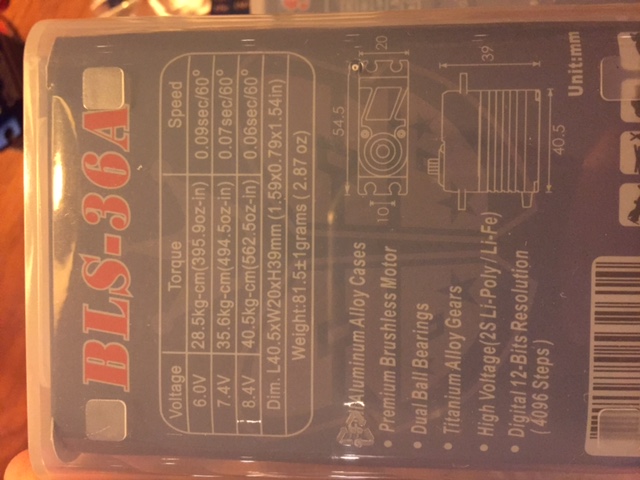 BLS-36A
Voltage Torque Speed
6.0V 28.5kg-cm(395.9oz-in) 0.09sec/60°
7.4V 35.6kg-cm(494.5oz-in) 0.07sec/60°
8.4V 40.5kg-cm(562.5oz-in) 0.06sec/60°
Dim. L40.5xW20xH39mm (1.59x0.79x1.54in)
Weight:81.5±1grams ( 2.87 oz)
Aluminum Alloy Cases
• Premium Brushless Motor
• Dual Ball Bearings
• Titanium Alloy Gears
• High Voltage(2S Li-Poly / Li-Fe)
• Digital 12-Bits Resolution
( 4096 Steps )
54.5
20
10
39
40.5
Unit:mm